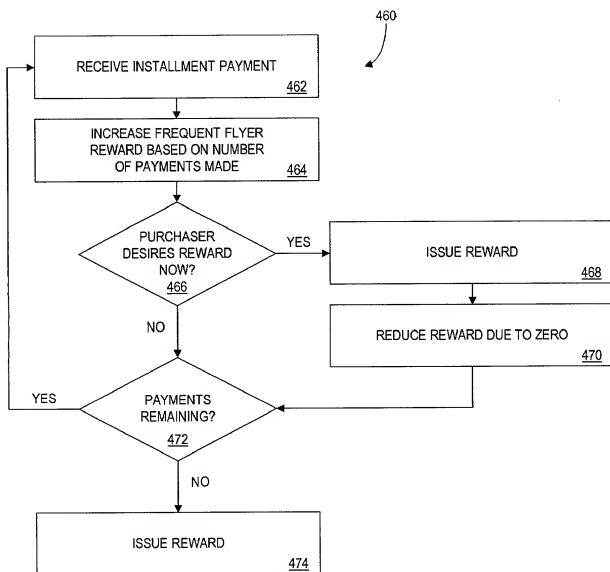 460
RECEIVE INSTALLMENT PAYMENT
462
INCREASE FREQUENT FLYER
REWARD BASED ON NUMBER
OF PAYMENTS MADE
464
PURCHASER
DESIRES REWARD
NOW?
466
YES
ISSUE REWARD
468
NO
REDUCE REWARD DUE TO ZERO
470
YES
PAYMENTS
REMAINING?
472
NO
ISSUE REWARD
474